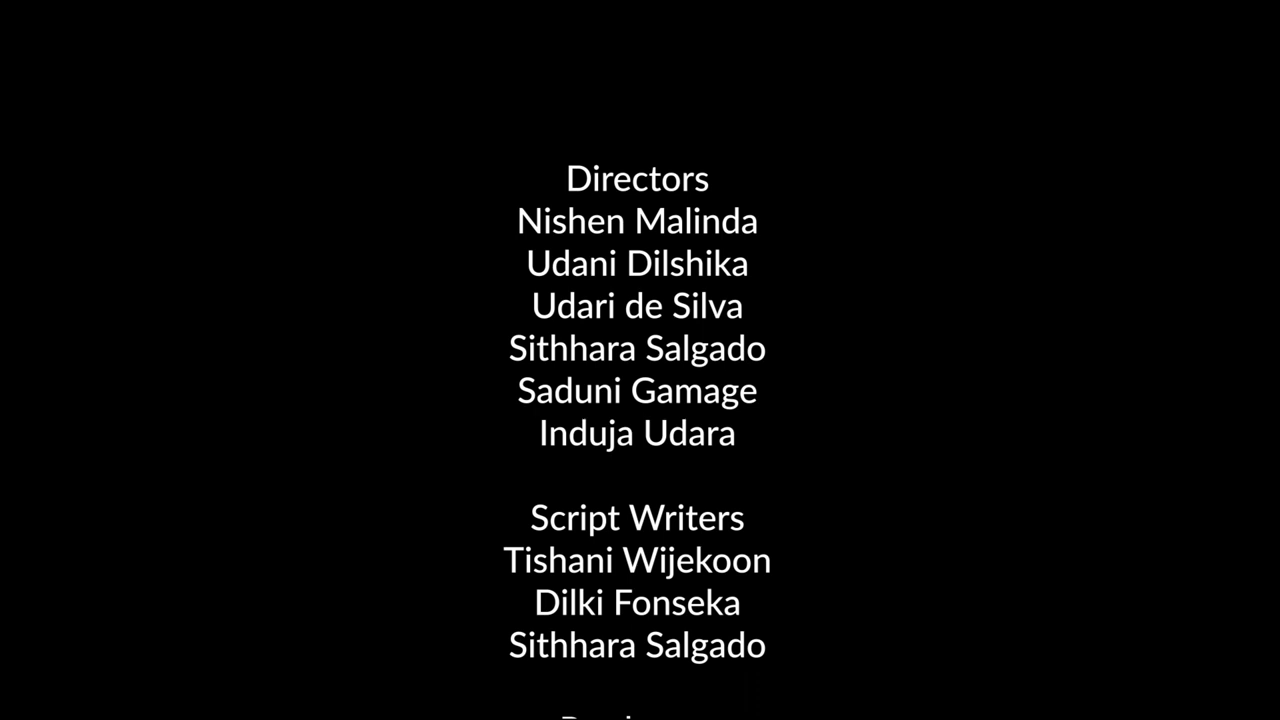 Directors
Nishen Malinda
Udani Dilshika
Udari de Silva
Sithhara Salgado
Saduni Gamage
Induja Udara
Script Writers
Tishani Wijekoon
Dilki Fonseka
Sithhara Salgado